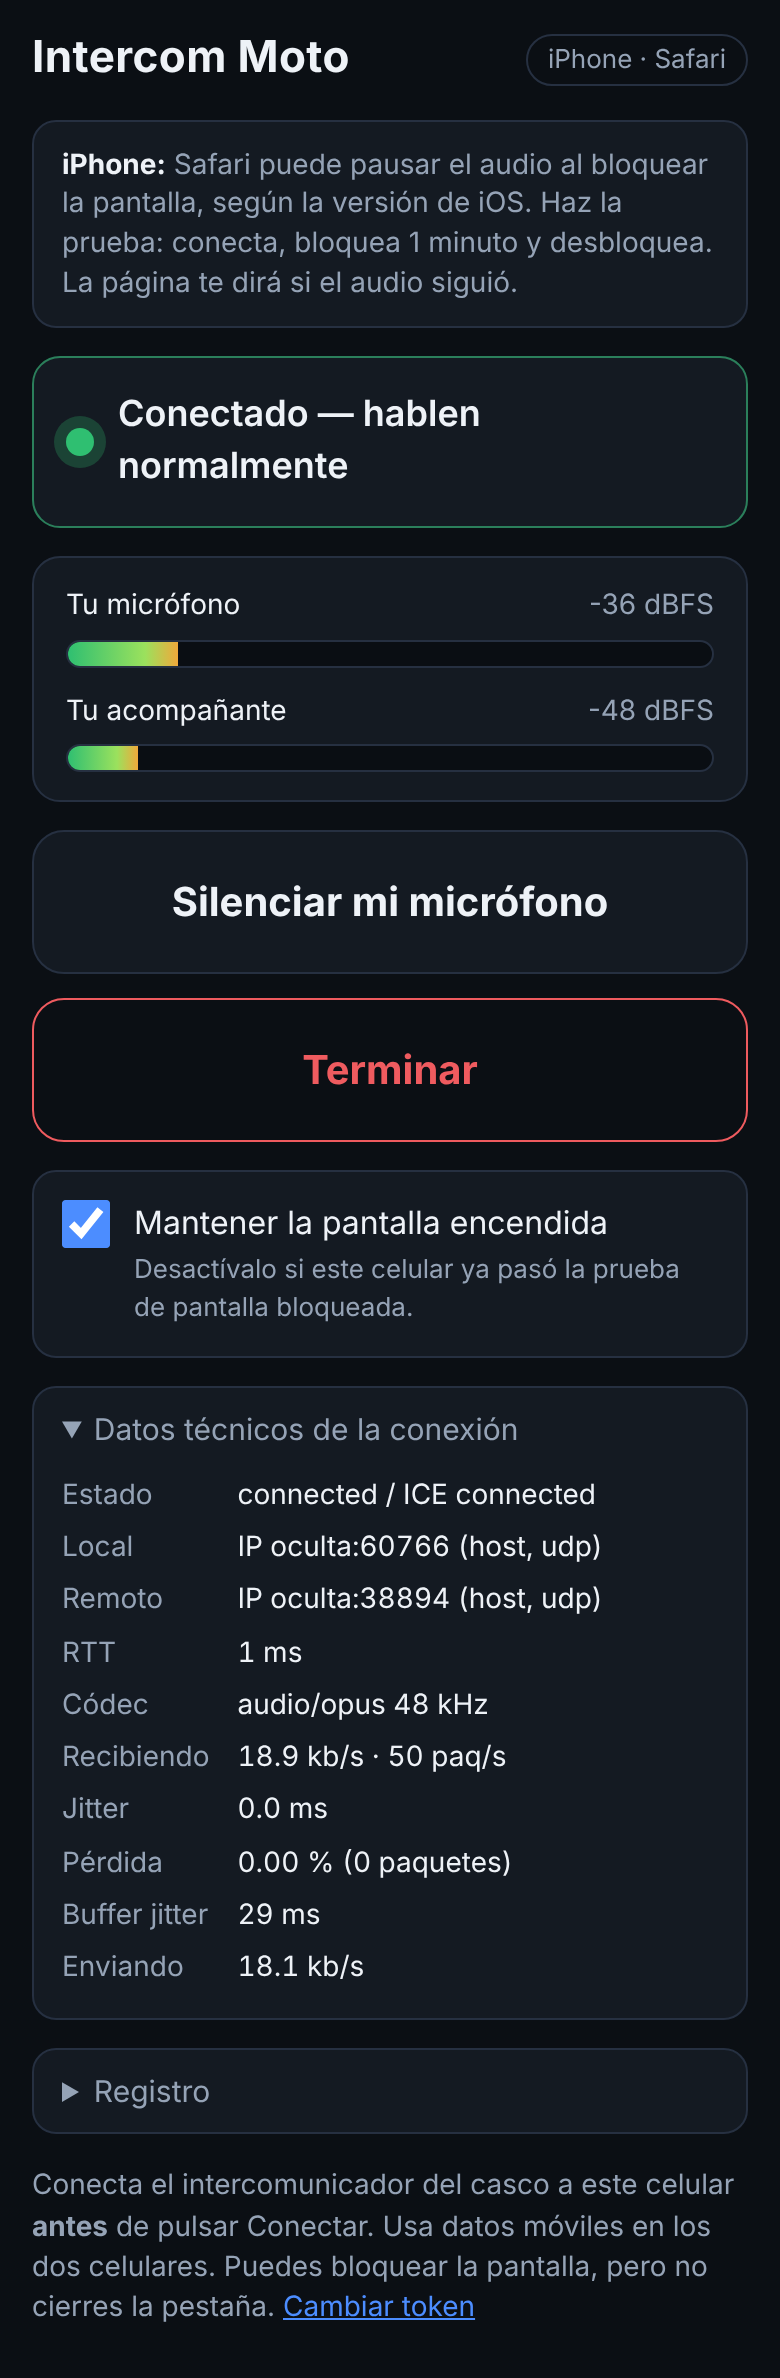 Intercom Moto
iPhone · Safari
iPhone: Safari puede pausar el audio al bloquear
la pantalla, según la versión de iOS. Haz la
prueba: conecta, bloquea 1 minuto y desbloquea.
La página te dirá si el audio siguió.
Conectado — hablen
normalmente
Tu micrófono -36 dBFS
Tu acompañante -48 dBFS
Silenciar mi micrófono
Terminar
Mantener la pantalla encendida
Desactívalo si este celular ya pasó la prueba
de pantalla bloqueada.
▼ Datos técnicos de la conexión
Estado connected / ICE connected
Local IP oculta:60766 (host, udp)
Remoto IP oculta:38894 (host, udp)
RTT 1 ms
Códec audio/opus 48 kHz
Recibiendo 18.9 kb/s · 50 paq/s
Jitter 0.0 ms
Pérdida 0.00 % (0 paquetes)
Buffer jitter 29 ms
Enviando 18.1 kb/s
▶ Registro
Conecta el intercomunicador del casco a este celular
antes de pulsar Conectar. Usa datos móviles en los
dos celulares. Puedes bloquear la pantalla, pero no
cierres la pestaña. Cambiar token